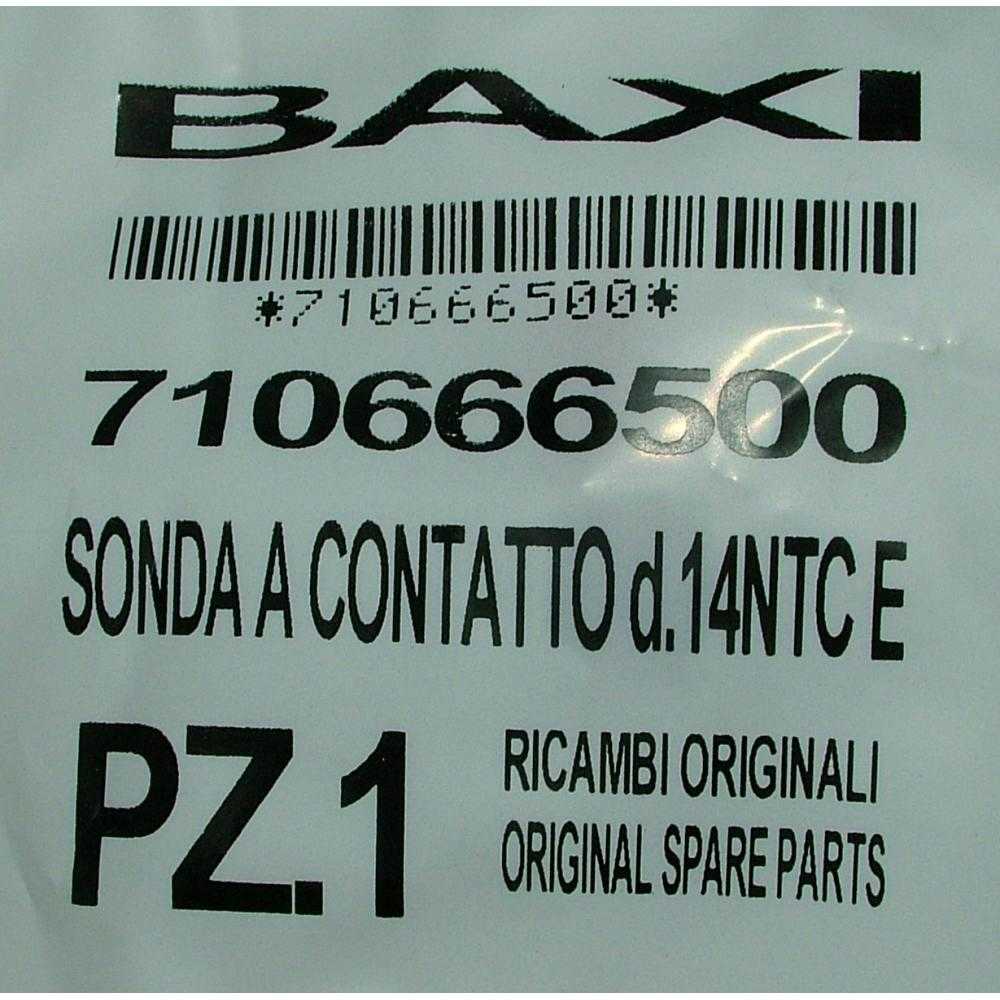 BAXI
*710666500*
710666500
SONDA A CONTATTO d.14NTC E
PZ.1
RICAMBI ORIGINALI
ORIGINAL SPARE PARTS